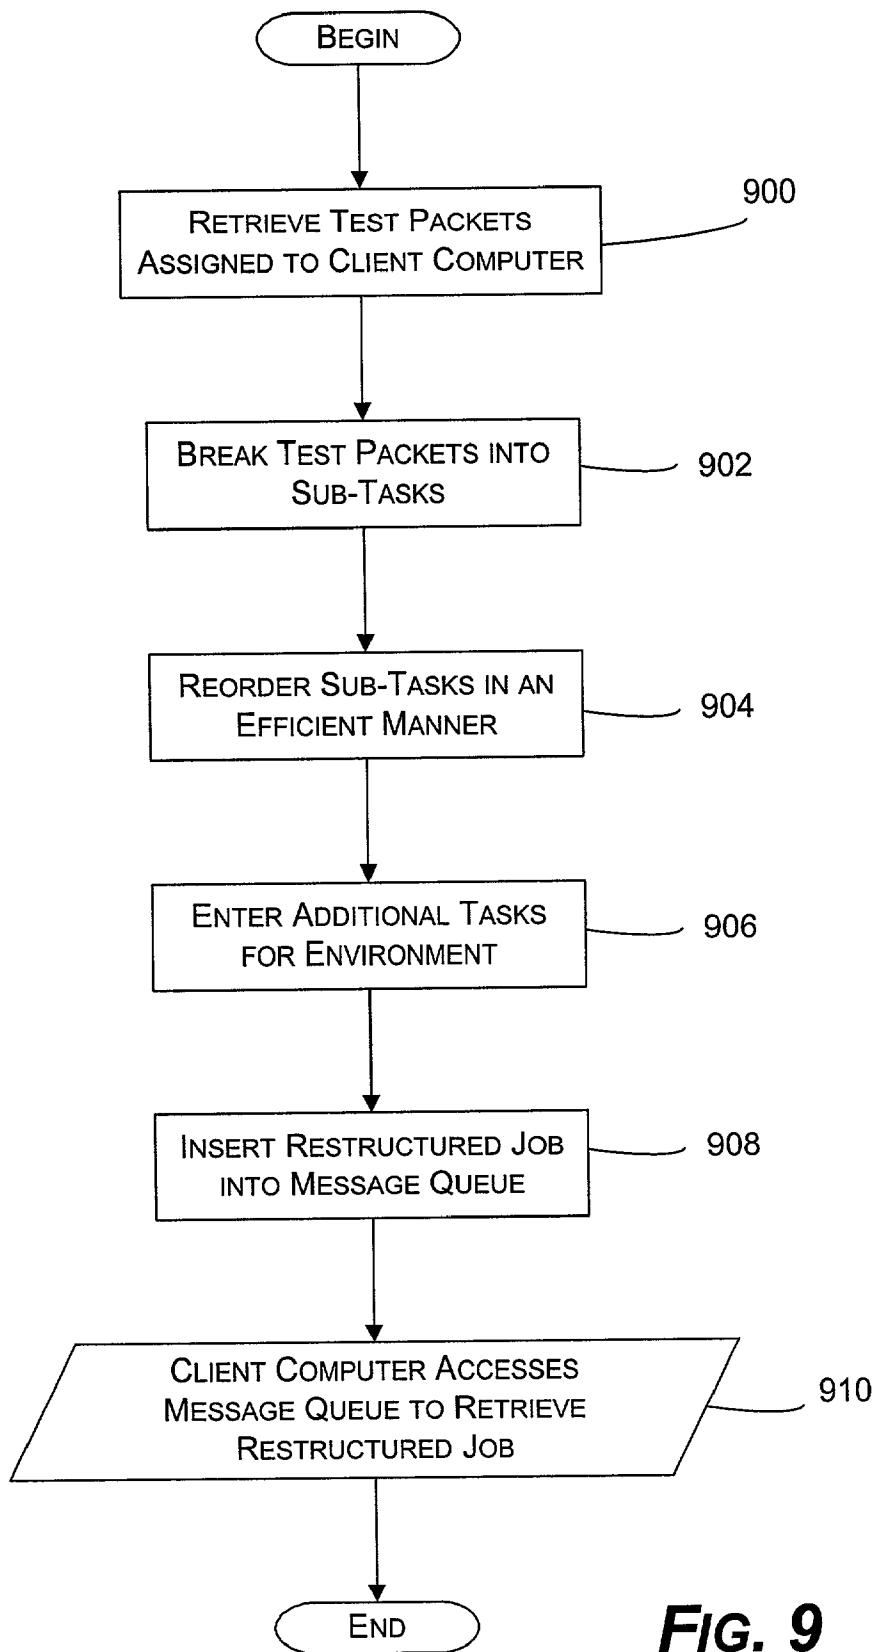 BEGIN
900
RETRIEVE TEST PACKETS
ASSIGNED TO CLIENT COMPUTER
BREAK TEST PACKETS INTO
SUB-TASKS
902
REORDER SUB-TASKS IN AN
EFFICIENT MANNER
904
ENTER ADDITIONAL TASKS
FOR ENVIRONMENT
906
INSERT RESTRUCTURED JOB
INTO MESSAGE QUEUE
908
CLIENT COMPUTER ACCESSES
MESSAGE QUEUE TO RETRIEVE
RESTRUCTURED JOB
910
END
FIG. 9